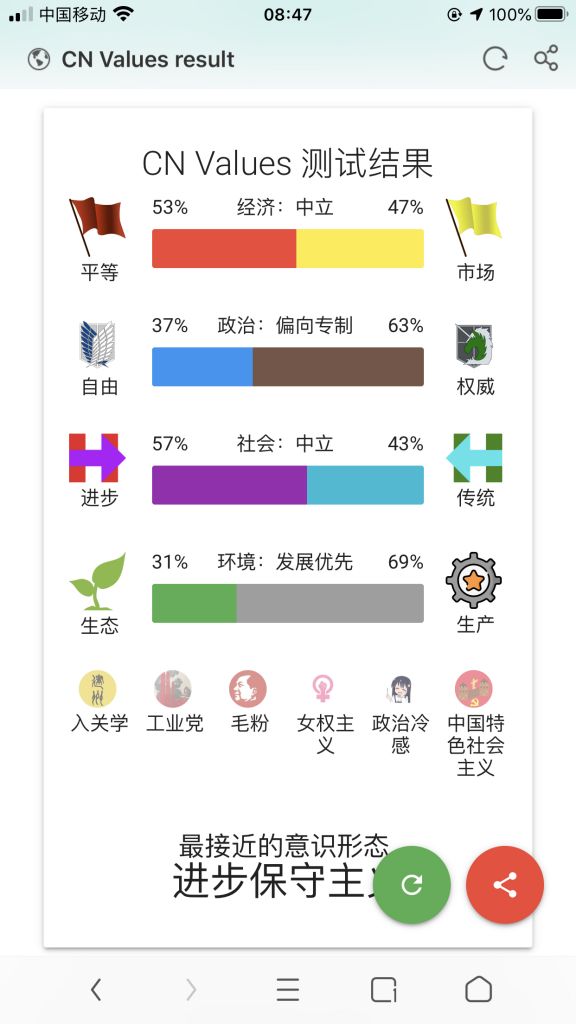 中国移动 08:47 100%
CN Values result
CN Values 测试结果
53% 经济：中立 47%
平等 市场
37% 政治：偏向专制 63%
自由 权威
57% 社会：中立 43%
进步 传统
31% 环境：发展优先 69%
生态 生产
入关学 工业党 毛粉 女权主 政治冷 中国特
义 感 色社会
主义
最接近的意识形态
进步保守主